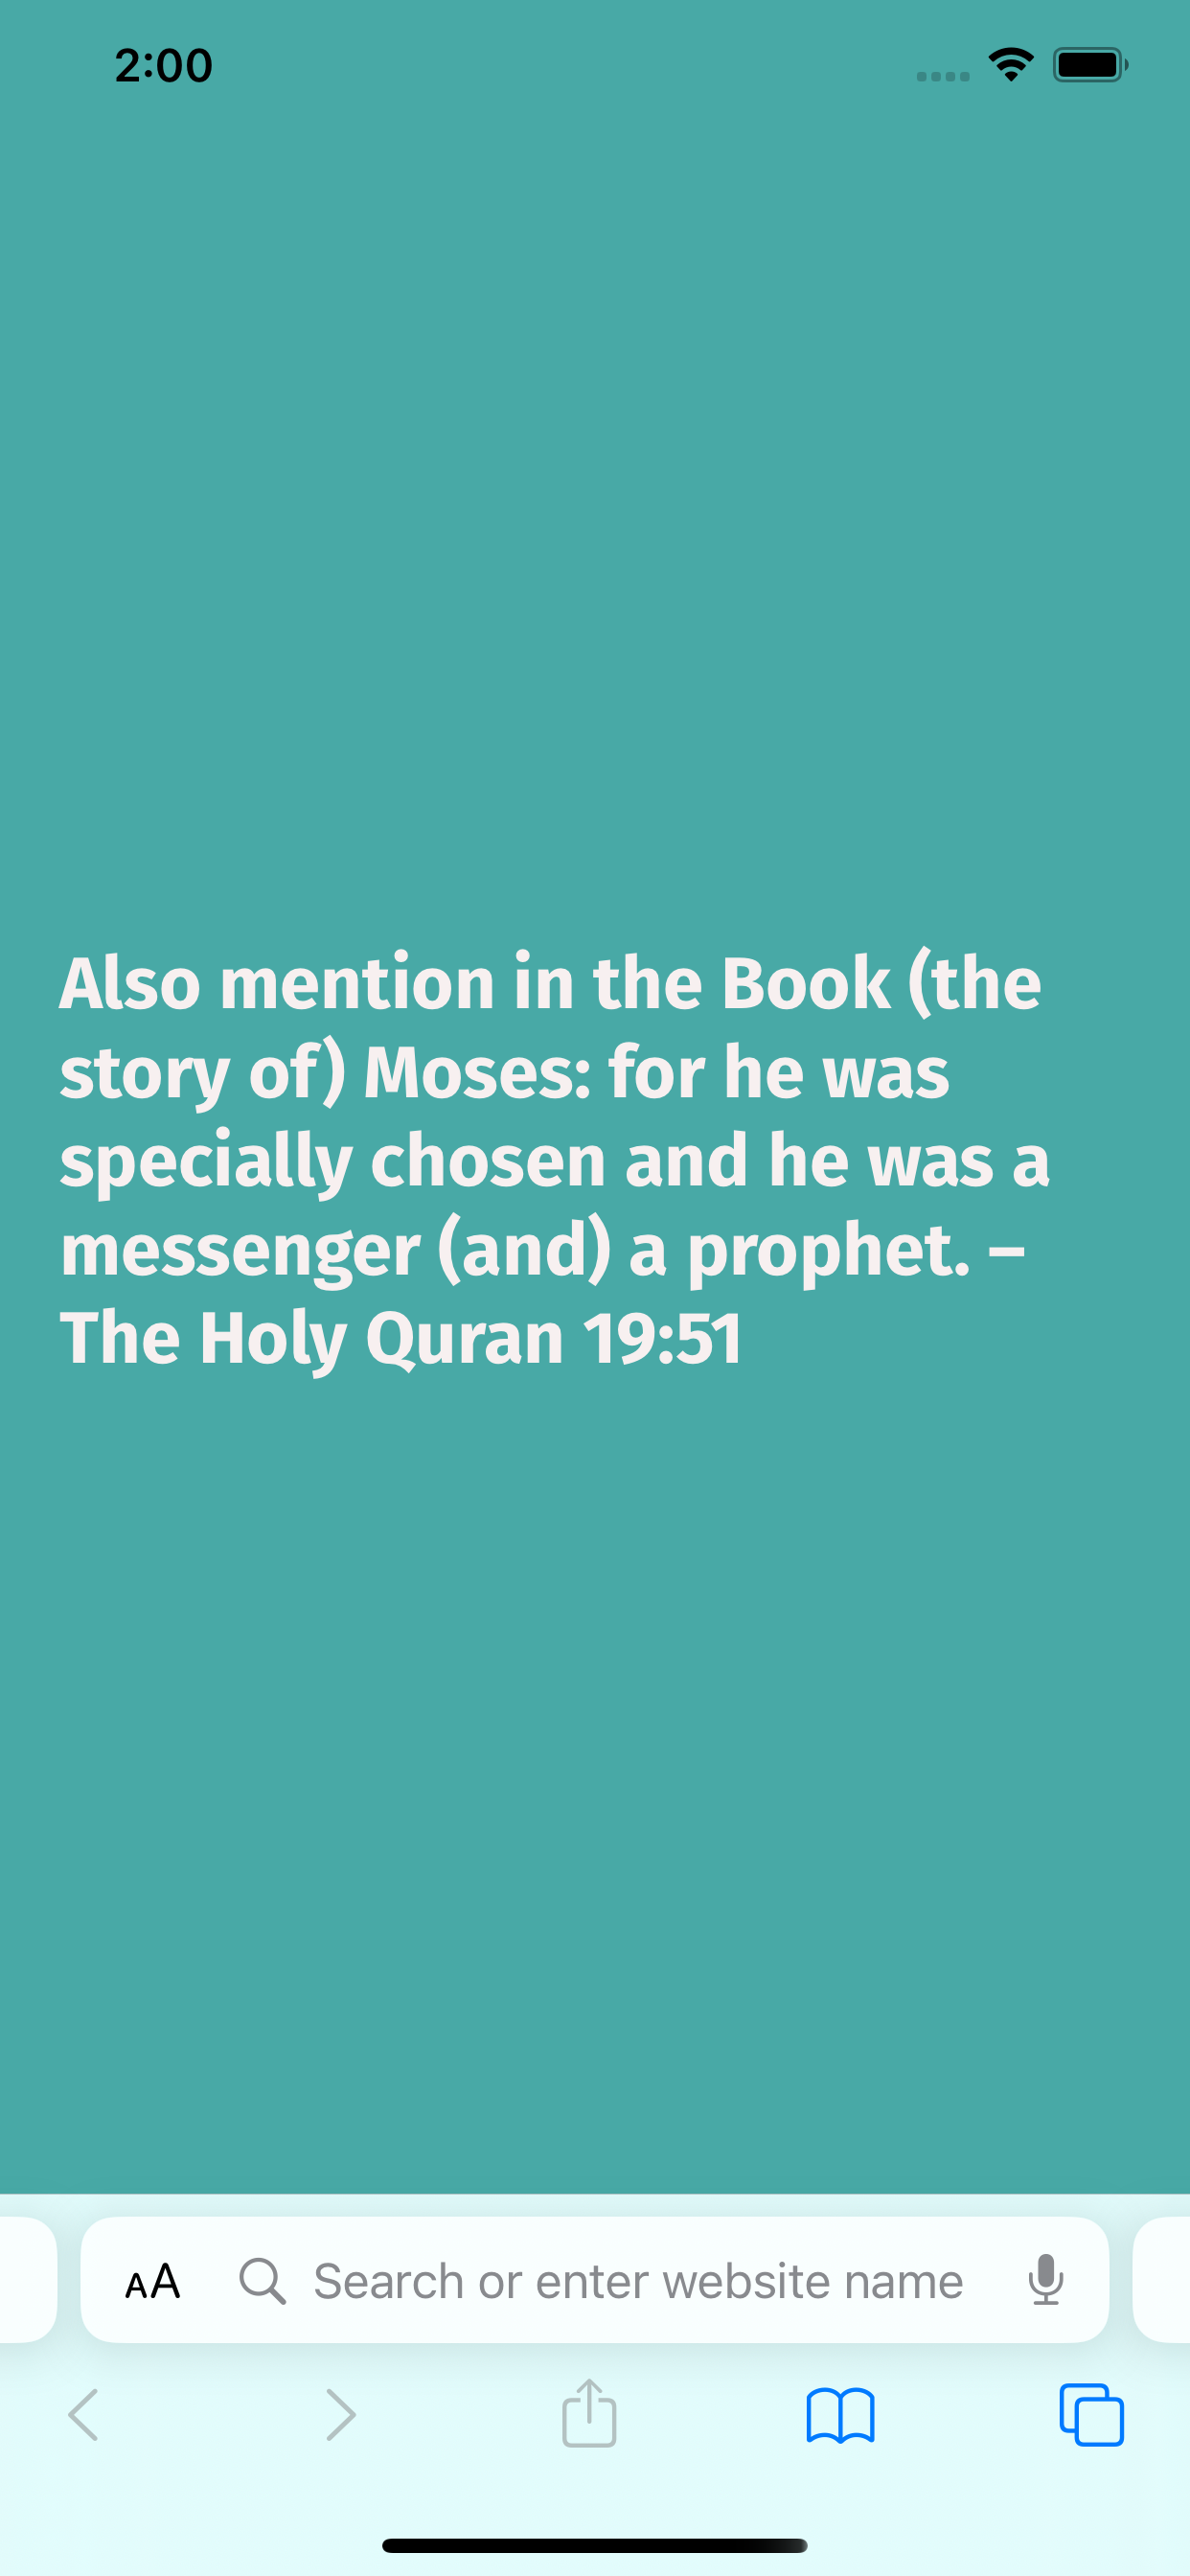 2:00
Also mention in the Book (the
story of) Moses: for he was
specially chosen and he was a
messenger (and) a prophet. –
The Holy Quran 19:51
AA Search or enter website name